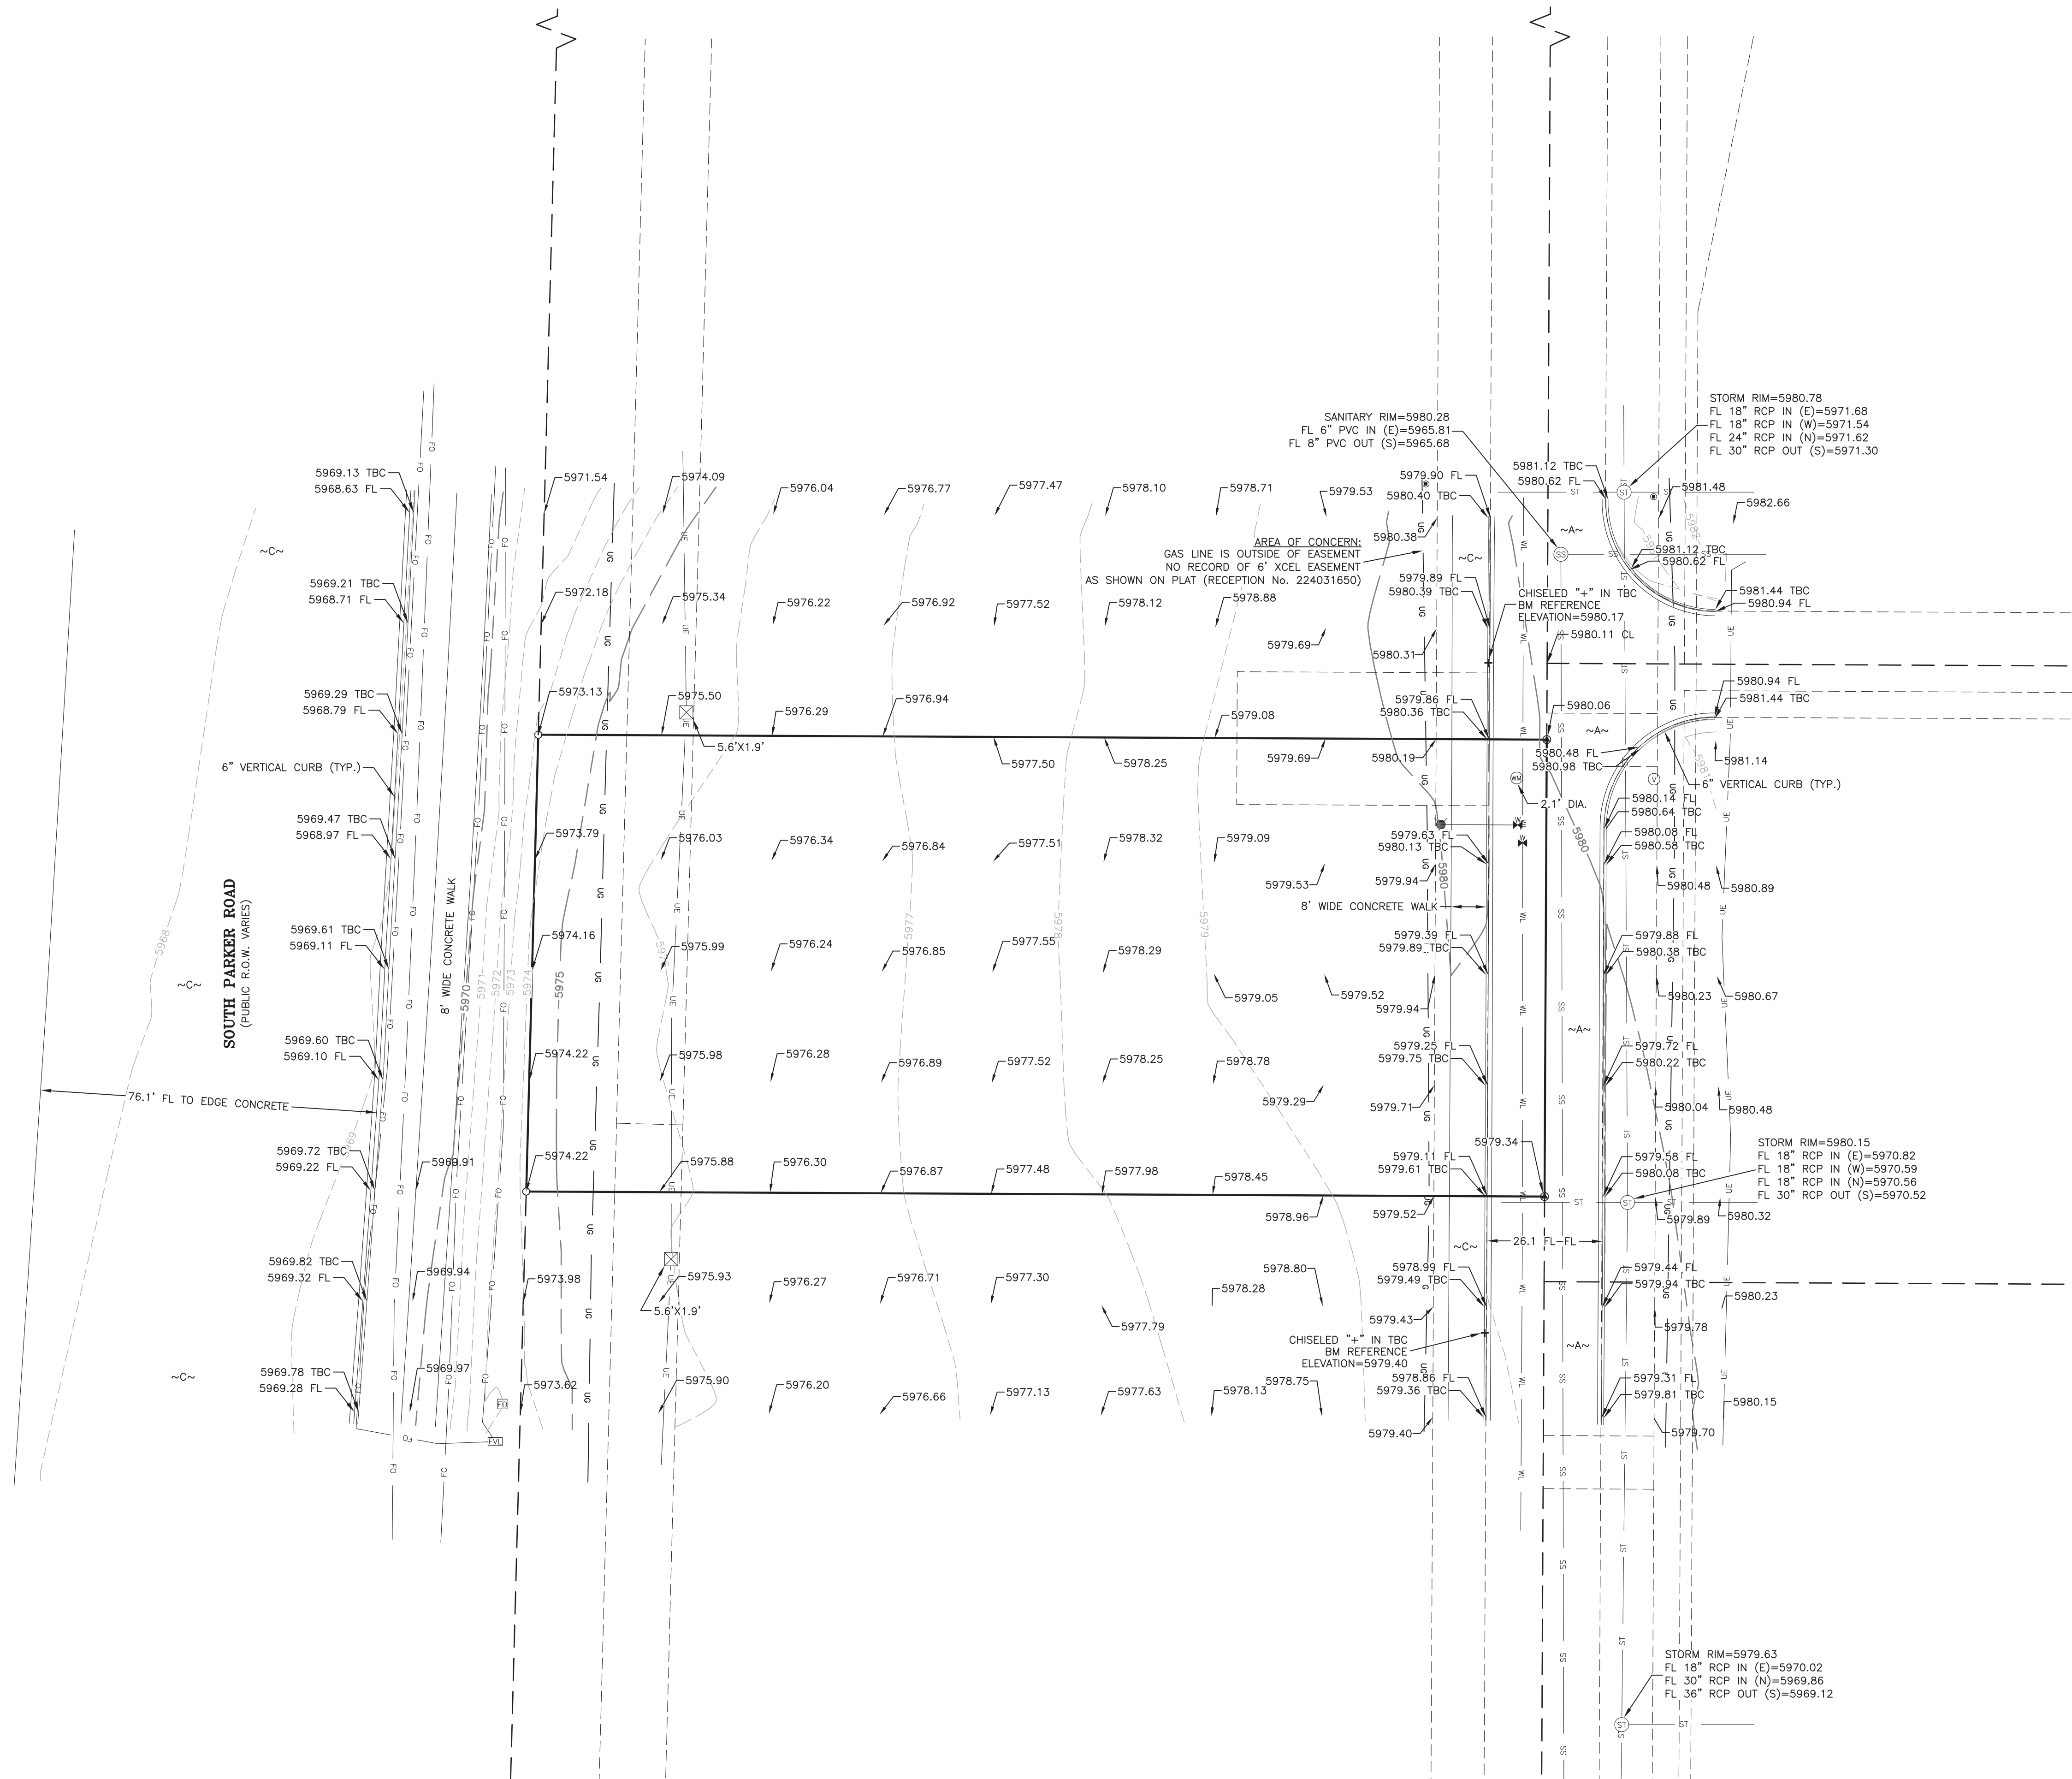 SANITARY RIM=5980.28
FL 6" PVC IN (E)=5965.81
FL 8" PVC OUT (S)=5965.68
STORM RIM=5980.78
FL 18" RCP IN (E)=5971.68
FL 18" RCP IN (W)=5971.54
FL 24" RCP IN (N)=5971.62
FL 30" RCP OUT (S)=5971.30
5969.13 TBC
5968.63 FL
5971.54
5974.09
5976.04
5976.77
5977.47
5978.10
5978.71
5979.53
5979.90 FL
5980.40 TBC
5981.12 TBC
5980.62 FL
5981.48
5982.66
~C~
AREA OF CONCERN:
GAS LINE IS OUTSIDE OF EASEMENT
NO RECORD OF 6' XCEL EASEMENT
AS SHOWN ON PLAT (RECEPTION No. 224031650)
5980.38
~C~
~A~
5981.12 TBC
5980.62 FL
5969.21 TBC
5968.71 FL
5972.18
5975.34
5976.22
5976.92
5977.52
5978.12
5978.88
5979.69
5980.31
5979.89 FL
5980.39 TBC
CHISELED "+" IN TBC
BM REFERENCE
ELEVATION=5980.17
5980.11 CL
5981.44 TBC
5980.94 FL
5969.29 TBC
5968.79 FL
5973.13
5975.50
5976.29
5976.94
5979.08
5979.86 FL
5980.36 TBC
5980.06
5980.94 FL
5981.44 TBC
~A~
6" VERTICAL CURB (TYP.)
5.6'X1.9'
5977.50
5978.25
5979.69
5980.19
5980.48 FL
5980.98 TBC
5981.14
6" VERTICAL CURB (TYP.)
WM
V
2.1' DIA.
5969.47 TBC
5968.97 FL
5973.79
5976.03
5976.34
5976.84
5977.51
5978.32
5979.09
5979.53
5979.94
5979.63 FL
5980.13 TBC
5980.14 FL
5980.64 TBC
5980.08 FL
5980.58 TBC
5980.48
5980.89
5980
5980
8' WIDE CONCRETE WALK
SOUTH PARKER ROAD
(PUBLIC R.O.W. VARIES)
8' WIDE CONCRETE WALK
5968
5969.61 TBC
5969.11 FL
5974.16
5975.99
5976.24
5976.85
5977.55
5978.29
5979.05
5979.52
5979.94
5979.39 FL
5979.89 TBC
5979.88 FL
5980.38 TBC
5980.23
5980.67
~C~
5970
5971
5972
5973
5974
5975
5977
5978
5979
5969.60 TBC
5969.10 FL
5974.22
5975.98
5976.28
5976.89
5977.52
5978.25
5978.78
5979.29
5979.71
5979.25 FL
5979.75 TBC
~A~
5979.72 FL
5980.22 TBC
5980.04
5980.48
76.1' FL TO EDGE CONCRETE
5969
5969.72 TBC
5969.22 FL
5969.91
5974.22
5975.88
5976.30
5976.87
5977.48
5977.98
5978.45
5978.96
5979.52
5979.11 FL
5979.61 TBC
5979.34
5979.58 FL
5980.08 TBC
5979.89
5980.32
STORM RIM=5980.15
FL 18" RCP IN (E)=5970.82
FL 18" RCP IN (W)=5970.59
FL 18" RCP IN (N)=5970.56
FL 30" RCP OUT (S)=5970.52
~C~
26.1 FL-FL
5969.82 TBC
5969.32 FL
5969.94
5973.98
5975.93
5.6'X1.9'
5976.27
5976.71
5977.30
5977.79
5978.28
5978.80
5979.43
5978.99 FL
5979.49 TBC
5979.44 FL
5979.94 TBC
5979.78
5980.23
CHISELED "+" IN TBC
BM REFERENCE
ELEVATION=5979.40
~A~
~C~
5969.78 TBC
5969.28 FL
5969.97
5973.62
5975.90
5976.20
5976.66
5977.13
5977.63
5978.13
5978.75
5979.40
5978.86 FL
5979.36 TBC
5979.31 FL
5979.81 TBC
5979.70
5980.15
FO
FVL
STORM RIM=5979.63
FL 18" RCP IN (E)=5970.02
FL 30" RCP IN (N)=5969.86
FL 36" RCP OUT (S)=5969.12
ST